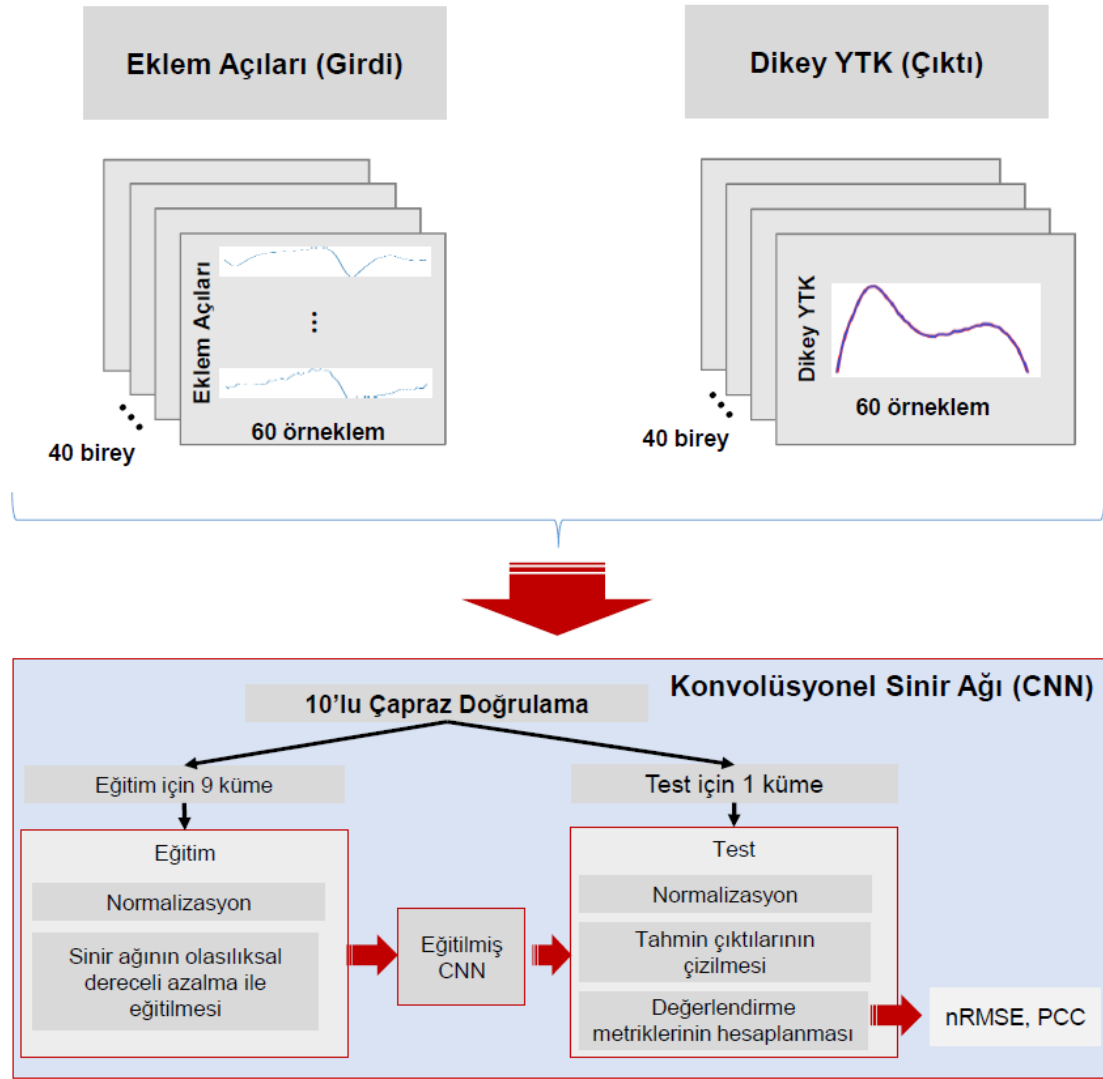 Eklem Açıları (Girdi)
Dikey YTK (Çıktı)
Eklem Açıları
...
60 örneklem
...
40 birey
Dikey YTK
60 örneklem
...
40 birey
Konvolüsyonel Sinir Ağı (CNN)
10’lu Çapraz Doğrulama
Eğitim için 9 küme
Test için 1 küme
Eğitim
Normalizasyon
Sinir ağının olasılıksal
dereceli azalma ile
eğitilmesi
Eğitilmiş
CNN
Test
Normalizasyon
Tahmin çıktılarının
çizilmesi
Değerlendirme
metriklerinin hesaplanması
nRMSE, PCC